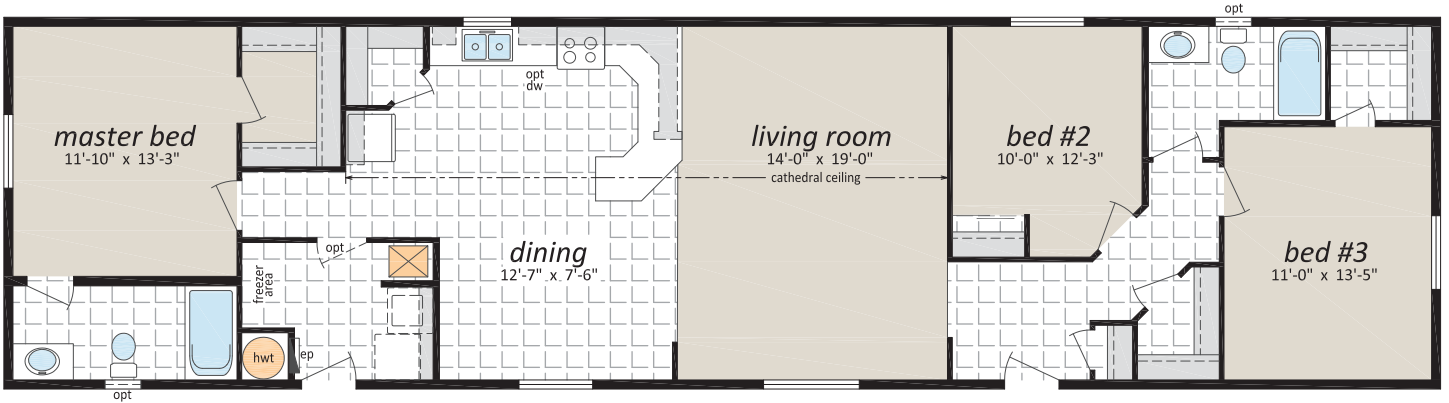 opt
opt
dw
master bed
11'-10" x 13'-3"
living room
14'-0" x 19'-0"
cathedral ceiling
bed #2
10'-0" x 12'-3"
opt
dining
12'-7" x 7'-6"
bed #3
11'-0" x 13'-5"
freezer
area
hwt
ep
opt